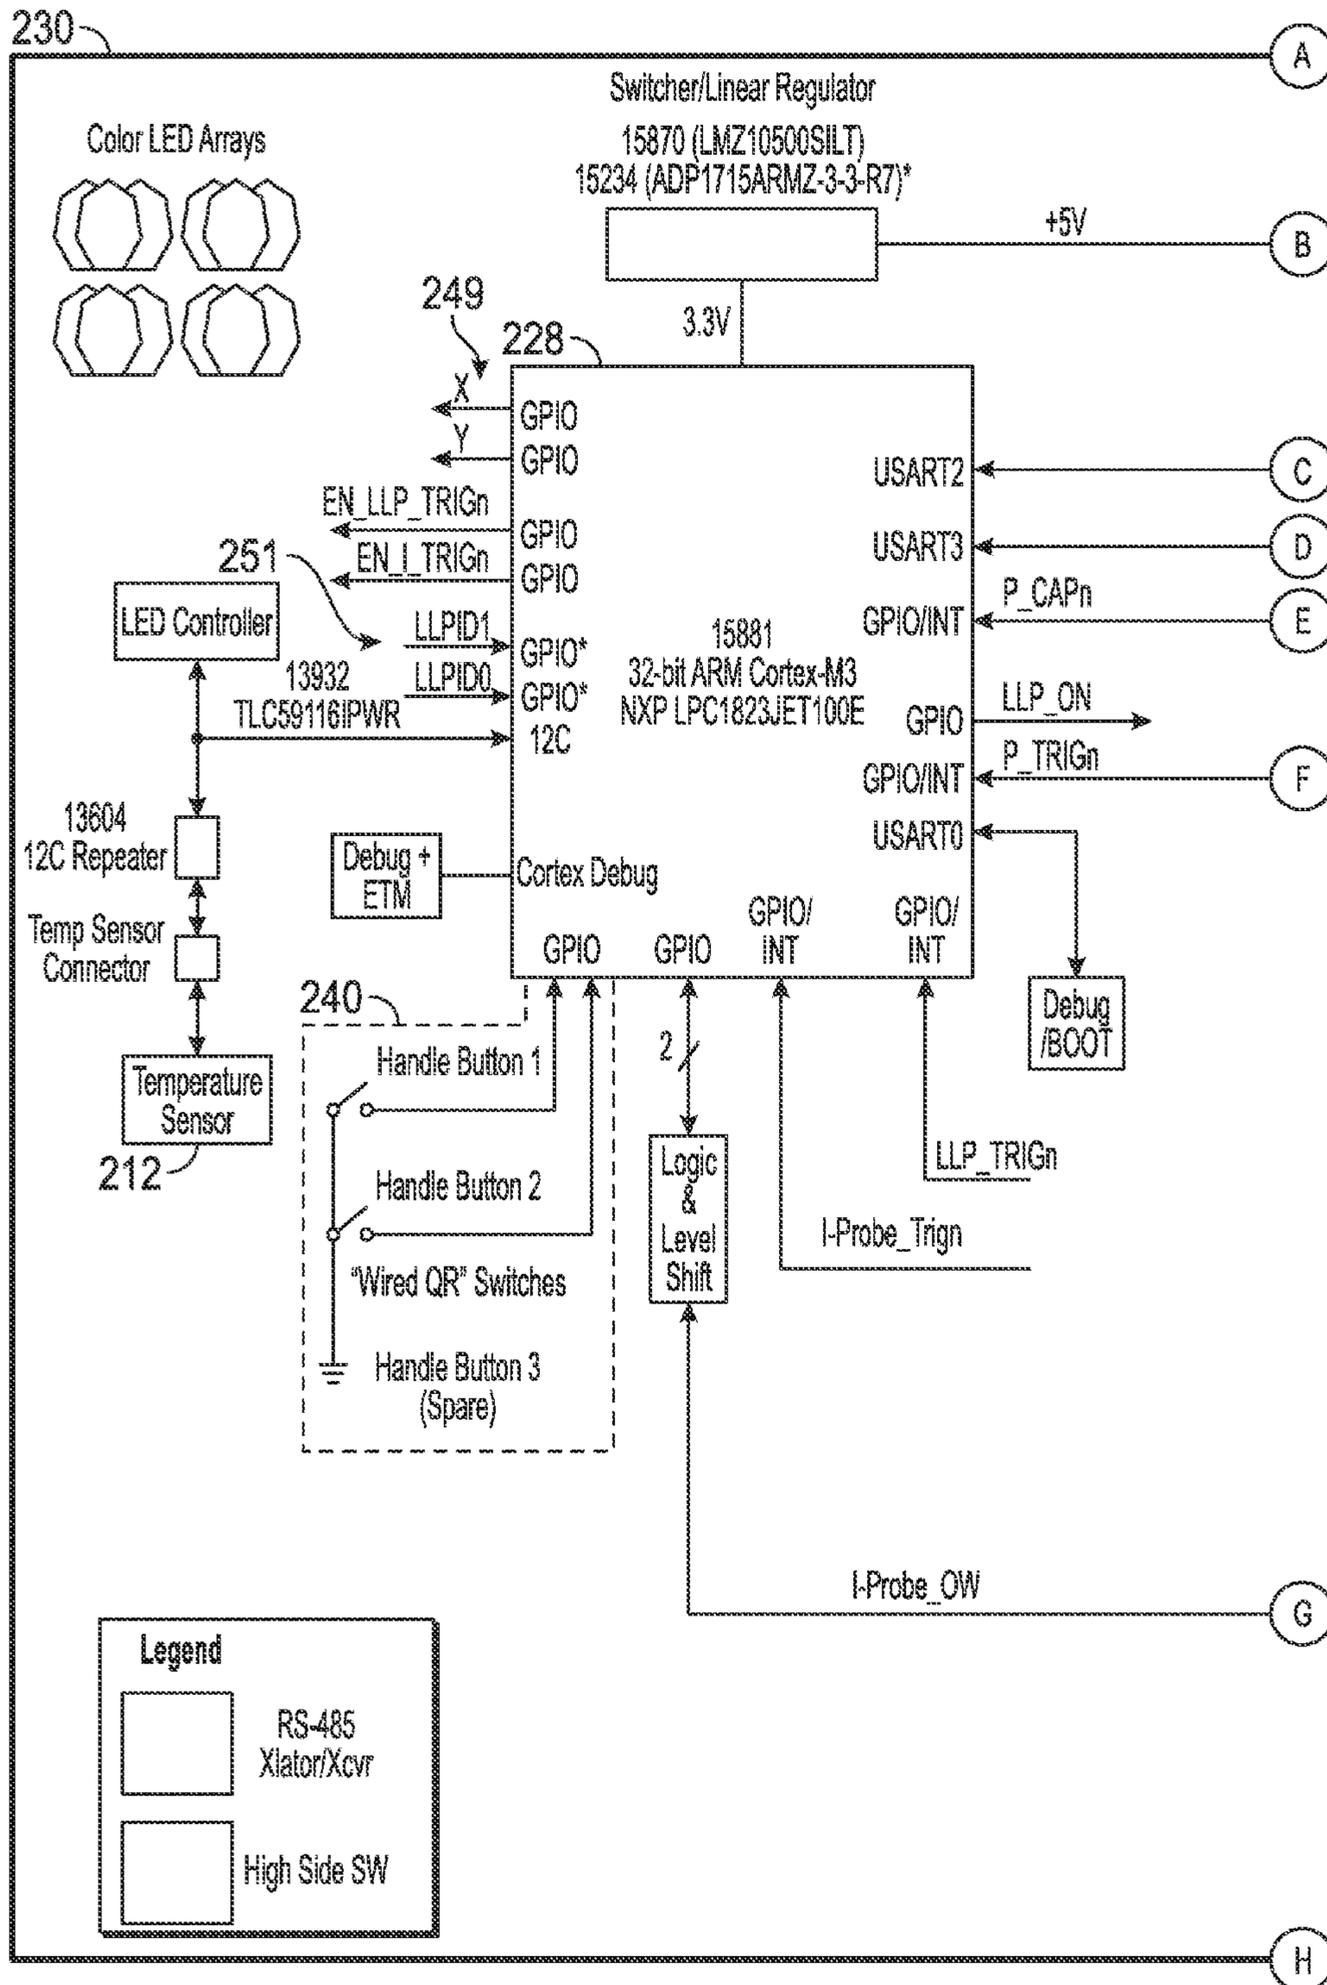 230
A
Switcher/Linear Regulator
15870 (LMZ10500SILT)
15234 (ADP1715ARMZ-3-3-R7)*
Color LED Arrays
+5V
B
3.3V
249
228
X
GPIO
Y
GPIO
USART2
C
EN_LLP_TRIGn
GPIO
USART3
D
251
EN_I_TRIGn
GPIO
P_CAPn
GPIO/INT
E
LED Controller
LLPID1
GPIO*
15881
32-bit ARM Cortex-M3
NXP LPC1823JET100E
13932
TLC59116IPWR
LLPID0
GPIO*
12C
LLP_ON
GPIO
P_TRIGn
GPIO/INT
F
13604
12C Repeater
USART0
Debug +
ETM
Cortex Debug
Temp Sensor
Connector
GPIO
GPIO
GPIO/
INT
GPIO/
INT
240
Debug
/BOOT
2
Handle Button 1
Temperature
Sensor
212
Handle Button 2
Logic
&
Level
Shift
LLP_TRIGn
I-Probe_Trign
"Wired QR" Switches
Handle Button 3
(Spare)
I-Probe_OW
G
Legend
RS-485
Xlator/Xcvr
High Side SW
H